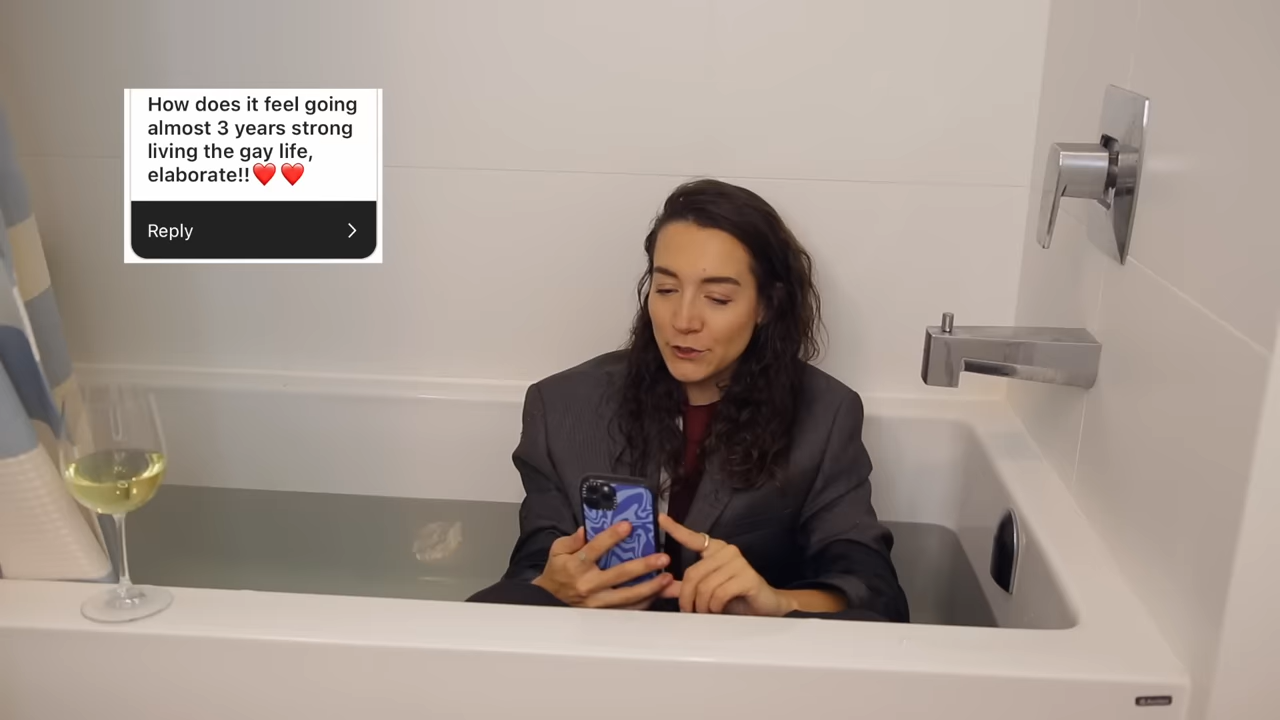 How does it feel going
almost 3 years strong
living the gay life,
elaborate!!❤️ ❤️
Reply